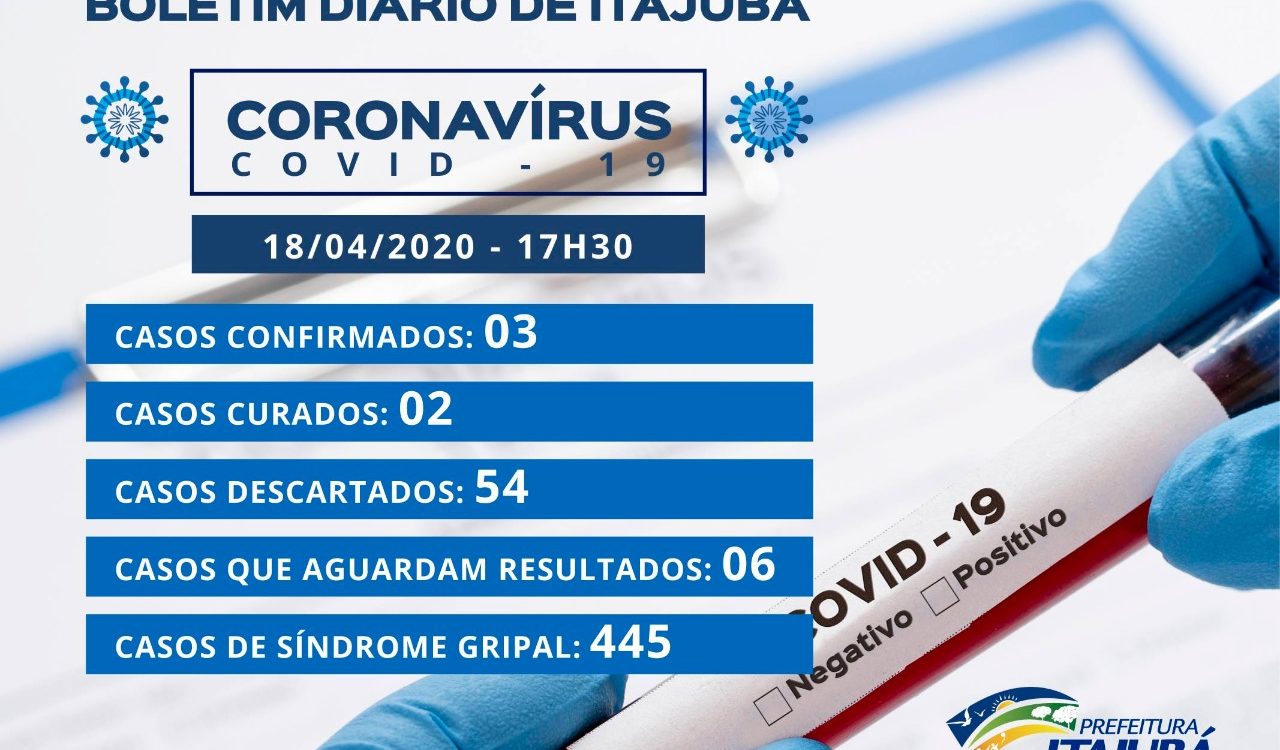 BOLETIM DIÁRIO DE ITAJUBÁ
CORONAVÍRUS
COVID - 19
18/04/2020 - 17H30
CASOS CONFIRMADOS: 03
CASOS CURADOS: 02
CASOS DESCARTADOS: 54
CASOS QUE AGUARDAM RESULTADOS: 06
CASOS DE SÍNDROME GRIPAL: 445
COVID - 19
Negativo
Positivo
PREFEITURA
ITAJUBÁ